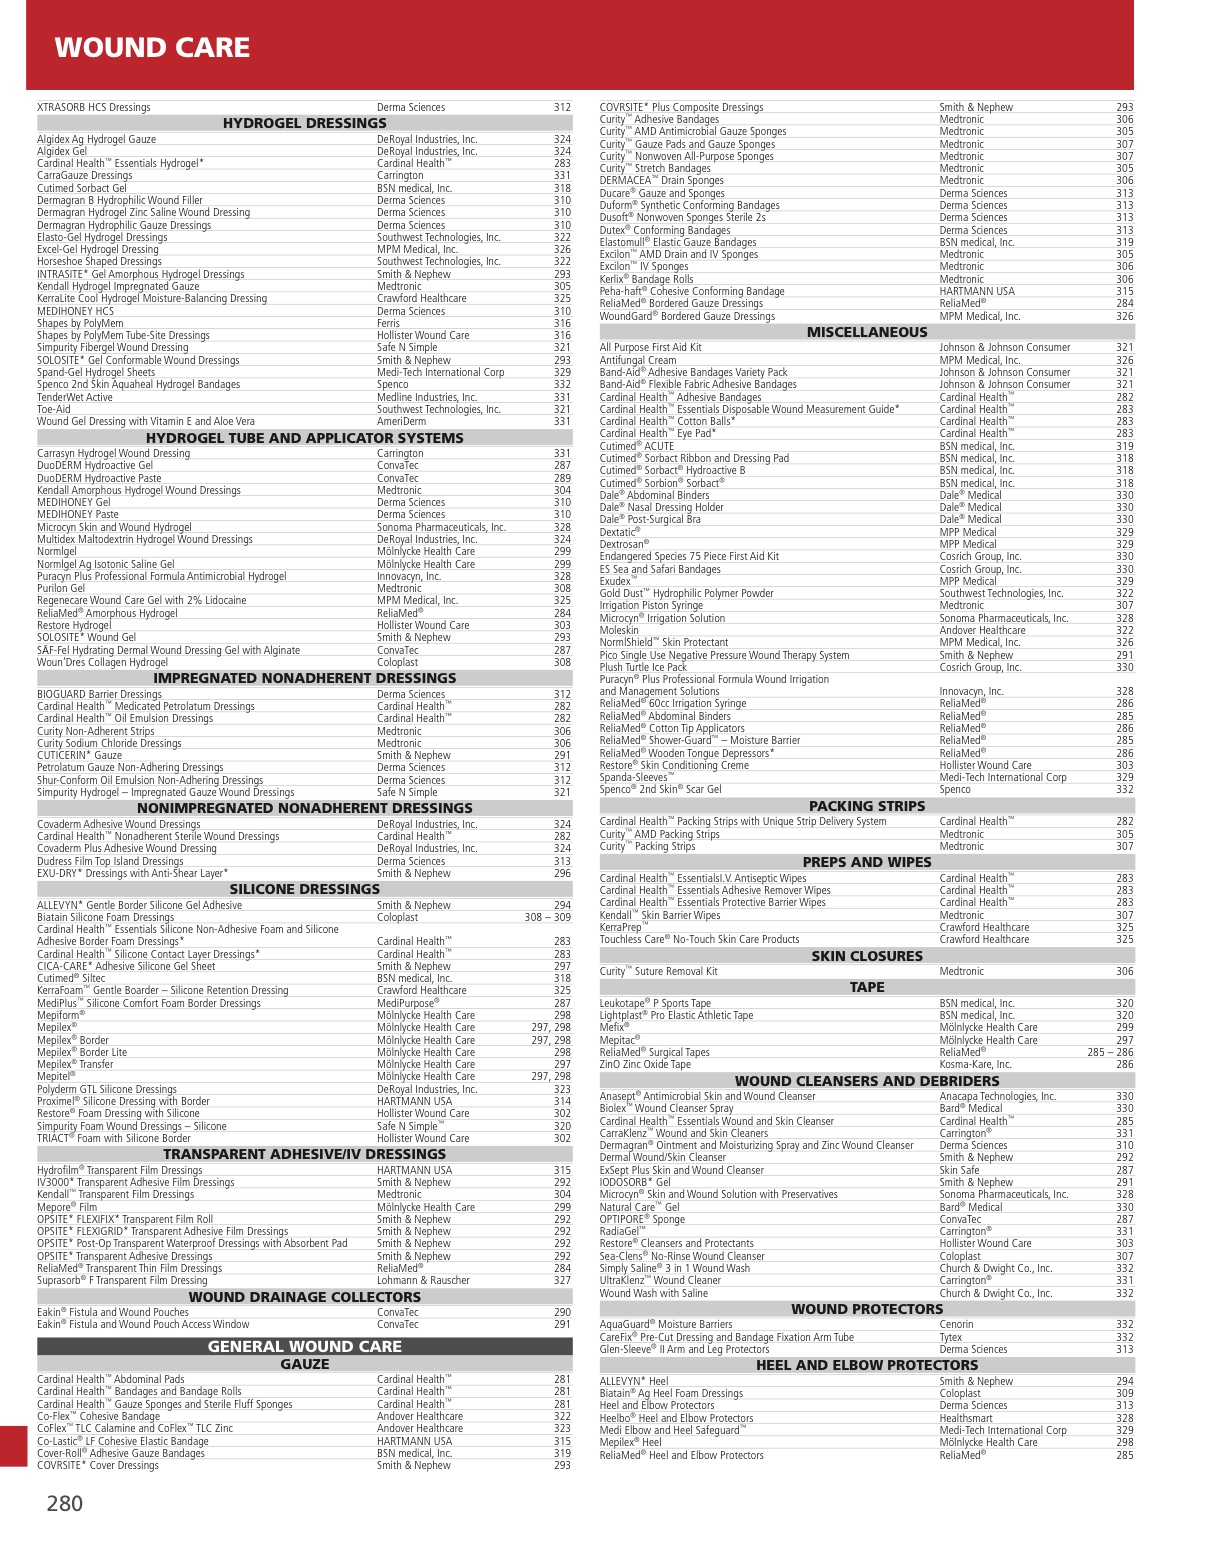 WOUND CARE
XTRASORB HCS Dressings Derma Sciences 312
HYDROGEL DRESSINGS
Algidex Ag Hydrogel Gauze DeRoyal Industries, Inc. 324
Algidex Gel DeRoyal Industries, Inc. 324
Cardinal Health™ Essentials Hydrogel* Cardinal Health™ 283
CarraGauze Dressings Carrington 331
Cutimed Sorbact Gel BSN medical, Inc. 318
Dermagran B Hydrophilic Wound Filler Derma Sciences 310
Dermagran Hydrogel Zinc Saline Wound Dressing Derma Sciences 310
Dermagran Hydrophilic Gauze Dressings Derma Sciences 310
Elasto-Gel Hydrogel Dressings Southwest Technologies, Inc. 322
Excel-Gel Hydrogel Dressing MPM Medical, Inc. 326
Horseshoe Shaped Dressings Southwest Technologies, Inc. 322
INTRASITE* Gel Amorphous Hydrogel Dressings Smith & Nephew 293
Kendall Hydrogel Impregnated Gauze Medtronic 305
KerraLite Cool Hydrogel Moisture-Balancing Dressing Crawford Healthcare 325
MEDIHONEY HCS Derma Sciences 310
Shapes by PolyMem Ferris 316
Shapes by PolyMem Tube-Site Dressings Hollister Wound Care 316
Simpurity Fibergel Wound Dressing Safe N Simple 321
SOLOSITE* Gel Conformable Wound Dressings Smith & Nephew 293
Spand-Gel Hydrogel Sheets Medi-Tech International Corp 329
Spenco 2nd Skin Aquaheal Hydrogel Bandages Spenco 332
TenderWet Active Medline Industries, Inc. 331
Toe-Aid Southwest Technologies, Inc. 321
Wound Gel Dressing with Vitamin E and Aloe Vera AmeriDerm 331
HYDROGEL TUBE AND APPLICATOR SYSTEMS
Carrasyn Hydrogel Wound Dressing Carrington 331
DuoDERM Hydroactive Gel ConvaTec 287
DuoDERM Hydroactive Paste ConvaTec 289
Kendall Amorphous Hydrogel Wound Dressings Medtronic 304
MEDIHONEY Gel Derma Sciences 310
MEDIHONEY Paste Derma Sciences 310
Microcyn Skin and Wound Hydrogel Sonoma Pharmaceuticals, Inc. 328
Multidex Maltodextrin Hydrogel Wound Dressings DeRoyal Industries, Inc. 324
Normlgel Mölnlycke Health Care 299
Normlgel Ag Isotonic Saline Gel Mölnlycke Health Care 299
Puracyn Plus Professional Formula Antimicrobial Hydrogel Innovacyn, Inc. 328
Purilon Gel Medtronic 308
Regenecare Wound Care Gel with 2% Lidocaine MPM Medical, Inc. 325
ReliaMed® Amorphous Hydrogel ReliaMed® 284
Restore Hydrogel Hollister Wound Care 303
SOLOSITE* Wound Gel Smith & Nephew 293
SÄF-Fel Hydrating Dermal Wound Dressing Gel with Alginate ConvaTec 287
Woun'Dres Collagen Hydrogel Coloplast 308
IMPREGNATED NONADHERENT DRESSINGS
BIOGUARD Barrier Dressings Derma Sciences 312
Cardinal Health™ Medicated Petrolatum Dressings Cardinal Health™ 282
Cardinal Health™ Oil Emulsion Dressings Cardinal Health™ 282
Curity Non-Adherent Strips Medtronic 306
Curity Sodium Chloride Dressings Medtronic 306
CUTICERIN* Gauze Smith & Nephew 291
Petrolatum Gauze Non-Adhering Dressings Derma Sciences 312
Shur-Conform Oil Emulsion Non-Adhering Dressings Derma Sciences 312
Simpurity Hydrogel – Impregnated Gauze Wound Dressings Safe N Simple 321
NONIMPREGNATED NONADHERENT DRESSINGS
Covaderm Adhesive Wound Dressings DeRoyal Industries, Inc. 324
Cardinal Health™ Nonadherent Sterile Wound Dressings Cardinal Health™ 282
Covaderm Plus Adhesive Wound Dressing DeRoyal Industries, Inc. 324
Dudress Film Top Island Dressings Derma Sciences 313
EXU-DRY* Dressings with Anti-Shear Layer* Smith & Nephew 296
SILICONE DRESSINGS
ALLEVYN* Gentle Border Silicone Gel Adhesive Smith & Nephew 294
Biatain Silicone Foam Dressings Coloplast 308 – 309
Cardinal Health™ Essentials Silicone Non-Adhesive Foam and Silicone
Adhesive Border Foam Dressings* Cardinal Health™ 283
Cardinal Health™ Silicone Contact Layer Dressings* Cardinal Health™ 283
CICA-CARE* Adhesive Silicone Gel Sheet Smith & Nephew 297
Cutimed® Siltec BSN medical, Inc. 318
KerraFoam™ Gentle Boarder – Silicone Retention Dressing Crawford Healthcare 325
MediPlus™ Silicone Comfort Foam Border Dressings MediPurpose® 287
Mepiform® Mölnlycke Health Care 298
Mepilex® Mölnlycke Health Care 297, 298
Mepilex® Border Mölnlycke Health Care 297, 298
Mepilex® Border Lite Mölnlycke Health Care 298
Mepilex® Transfer Mölnlycke Health Care 297
Mepitel® Mölnlycke Health Care 297, 298
Polyderm GTL Silicone Dressings DeRoyal Industries, Inc. 323
Proximel® Silicone Dressing with Border HARTMANN USA 314
Restore® Foam Dressing with Silicone Hollister Wound Care 302
Simpurity Foam Wound Dressings – Silicone Safe N Simple™ 320
TRIACT® Foam with Silicone Border Hollister Wound Care 302
TRANSPARENT ADHESIVE/IV DRESSINGS
Hydrofilm® Transparent Film Dressings HARTMANN USA 315
IV3000* Transparent Adhesive Film Dressings Smith & Nephew 292
Kendall™ Transparent Film Dressings Medtronic 304
Mepore® Film Mölnlycke Health Care 299
OPSITE* FLEXIFIX* Transparent Film Roll Smith & Nephew 292
OPSITE* FLEXIGRID* Transparent Adhesive Film Dressings Smith & Nephew 292
OPSITE* Post-Op Transparent Waterproof Dressings with Absorbent Pad Smith & Nephew 292
OPSITE* Transparent Adhesive Dressings Smith & Nephew 292
ReliaMed® Transparent Thin Film Dressings ReliaMed® 284
Suprasorb® F Transparent Film Dressing Lohmann & Rauscher 327
WOUND DRAINAGE COLLECTORS
Eakin® Fistula and Wound Pouches ConvaTec 290
Eakin® Fistula and Wound Pouch Access Window ConvaTec 291
GENERAL WOUND CARE
GAUZE
Cardinal Health™ Abdominal Pads Cardinal Health™ 281
Cardinal Health™ Bandages and Bandage Rolls Cardinal Health™ 281
Cardinal Health™ Gauze Sponges and Sterile Fluff Sponges Cardinal Health™ 281
Co-Flex™ Cohesive Bandage Andover Healthcare 322
CoFlex™ TLC Calamine and CoFlex™ TLC Zinc Andover Healthcare 323
Co-Lastic® LF Cohesive Elastic Bandage HARTMANN USA 315
Cover-Roll® Adhesive Gauze Bandages BSN medical, Inc. 319
COVRSITE* Cover Dressings Smith & Nephew 293
COVRSITE* Plus Composite Dressings Smith & Nephew 293
Curity™ Adhesive Bandages Medtronic 306
Curity™ AMD Antimicrobial Gauze Sponges Medtronic 305
Curity™ Gauze Pads and Gauze Sponges Medtronic 307
Curity™ Nonwoven All-Purpose Sponges Medtronic 307
Curity™ Stretch Bandages Medtronic 305
DERMACEA™ Drain Sponges Medtronic 306
Ducare® Gauze and Sponges Derma Sciences 313
Duform® Synthetic Conforming Bandages Derma Sciences 313
Dusoft® Nonwoven Sponges Sterile 2s Derma Sciences 313
Dutex® Conforming Bandages Derma Sciences 313
Elastomull® Elastic Gauze Bandages BSN medical, Inc. 319
Excilon™ AMD Drain and IV Sponges Medtronic 305
Excilon™ IV Sponges Medtronic 306
Kerlix® Bandage Rolls Medtronic 306
Peha-haft® Cohesive Conforming Bandage HARTMANN USA 315
ReliaMed® Bordered Gauze Dressings ReliaMed® 284
WoundGard® Bordered Gauze Dressings MPM Medical, Inc. 326
MISCELLANEOUS
All Purpose First Aid Kit Johnson & Johnson Consumer 321
Antifungal Cream MPM Medical, Inc. 326
Band-Aid® Adhesive Bandages Variety Pack Johnson & Johnson Consumer 321
Band-Aid® Flexible Fabric Adhesive Bandages Johnson & Johnson Consumer 321
Cardinal Health™ Adhesive Bandages Cardinal Health™ 282
Cardinal Health™ Essentials Disposable Wound Measurement Guide* Cardinal Health™ 283
Cardinal Health™ Cotton Balls* Cardinal Health™ 283
Cardinal Health™ Eye Pad* Cardinal Health™ 283
Cutimed® ACUTE BSN medical, Inc. 319
Cutimed® Sorbact Ribbon and Dressing Pad BSN medical, Inc. 318
Cutimed® Sorbact® Hydroactive B BSN medical, Inc. 318
Cutimed® Sorbion® Sorbact® BSN medical, Inc. 318
Dale® Abdominal Binders Dale® Medical 330
Dale® Nasal Dressing Holder Dale® Medical 330
Dale® Post-Surgical Bra Dale® Medical 330
Dextatic® MPP Medical 329
Dextrosan® MPP Medical 329
Endangered Species 75 Piece First Aid Kit Cosrich Group, Inc. 330
ES Sea and Safari Bandages Cosrich Group, Inc. 330
Exudex™ MPP Medical 329
Gold Dust™ Hydrophilic Polymer Powder Southwest Technologies, Inc. 322
Irrigation Piston Syringe Medtronic 307
Microcyn® Irrigation Solution Sonoma Pharmaceuticals, Inc. 328
Moleskin Andover Healthcare 322
NormlShield™ Skin Protectant MPM Medical, Inc. 326
Pico Single Use Negative Pressure Wound Therapy System Smith & Nephew 291
Plush Turtle Ice Pack Cosrich Group, Inc. 330
Puracyn® Plus Professional Formula Wound Irrigation
and Management Solutions Innovacyn, Inc. 328
ReliaMed® 60cc Irrigation Syringe ReliaMed® 286
ReliaMed® Abdominal Binders ReliaMed® 285
ReliaMed® Cotton Tip Applicators ReliaMed® 286
ReliaMed® Shower-Guard™ – Moisture Barrier ReliaMed® 285
ReliaMed® Wooden Tongue Depressors* ReliaMed® 286
Restore® Skin Conditioning Creme Hollister Wound Care 303
Spanda-Sleeves™ Medi-Tech International Corp 329
Spenco® 2nd Skin® Scar Gel Spenco 332
PACKING STRIPS
Cardinal Health™ Packing Strips with Unique Strip Delivery System Cardinal Health™ 282
Curity™ AMD Packing Strips Medtronic 305
Curity™ Packing Strips Medtronic 307
PREPS AND WIPES
Cardinal Health™ EssentialsI.V. Antiseptic Wipes Cardinal Health™ 283
Cardinal Health™ Essentials Adhesive Remover Wipes Cardinal Health™ 283
Cardinal Health™ Essentials Protective Barrier Wipes Cardinal Health™ 283
Kendall™ Skin Barrier Wipes Medtronic 307
KerraPrep™ Crawford Healthcare 325
Touchless Care® No-Touch Skin Care Products Crawford Healthcare 325
SKIN CLOSURES
Curity™ Suture Removal Kit Medtronic 306
TAPE
Leukotape® P Sports Tape BSN medical, Inc. 320
Lightplast® Pro Elastic Athletic Tape BSN medical, Inc. 320
Mefix® Mölnlycke Health Care 299
Mepitac® Mölnlycke Health Care 297
ReliaMed® Surgical Tapes ReliaMed® 285 – 286
ZinO Zinc Oxide Tape Kosma-Kare, Inc. 286
WOUND CLEANSERS AND DEBRIDERS
Anasept® Antimicrobial Skin and Wound Cleanser Anacapa Technologies, Inc. 330
Biolex™ Wound Cleanser Spray Bard® Medical 330
Cardinal Health™ Essentials Wound and Skin Cleanser Cardinal Health™ 285
CarraKlenz™ Wound and Skin Cleaners Carrington® 331
Dermagran® Ointment and Moisturizing Spray and Zinc Wound Cleanser Derma Sciences 310
Dermal Wound/Skin Cleanser Smith & Nephew 292
ExSept Plus Skin and Wound Cleanser Skin Safe 287
IODOSORB* Gel Smith & Nephew 291
Microcyn® Skin and Wound Solution with Preservatives Sonoma Pharmaceuticals, Inc. 328
Natural Care™ Gel Bard® Medical 330
OPTIPORE® Sponge ConvaTec 287
RadiaGel™ Carrington® 331
Restore® Cleansers and Protectants Hollister Wound Care 303
Sea-Clens® No-Rinse Wound Cleanser Coloplast 307
Simply Saline® 3 in 1 Wound Wash Church & Dwight Co., Inc. 332
UltraKlenz™ Wound Cleaner Carrington® 331
Wound Wash with Saline Church & Dwight Co., Inc. 332
WOUND PROTECTORS
AquaGuard® Moisture Barriers Cenorin 332
CareFix® Pre-Cut Dressing and Bandage Fixation Arm Tube Tytex 332
Glen-Sleeve® II Arm and Leg Protectors Derma Sciences 313
HEEL AND ELBOW PROTECTORS
ALLEVYN* Heel Smith & Nephew 294
Biatain® Ag Heel Foam Dressings Coloplast 309
Heel and Elbow Protectors Derma Sciences 313
Heelbo® Heel and Elbow Protectors Healthsmart 328
Medi Elbow and Heel Safeguard™ Medi-Tech International Corp 329
Mepilex® Heel Mölnlycke Health Care 298
ReliaMed® Heel and Elbow Protectors ReliaMed® 285
280